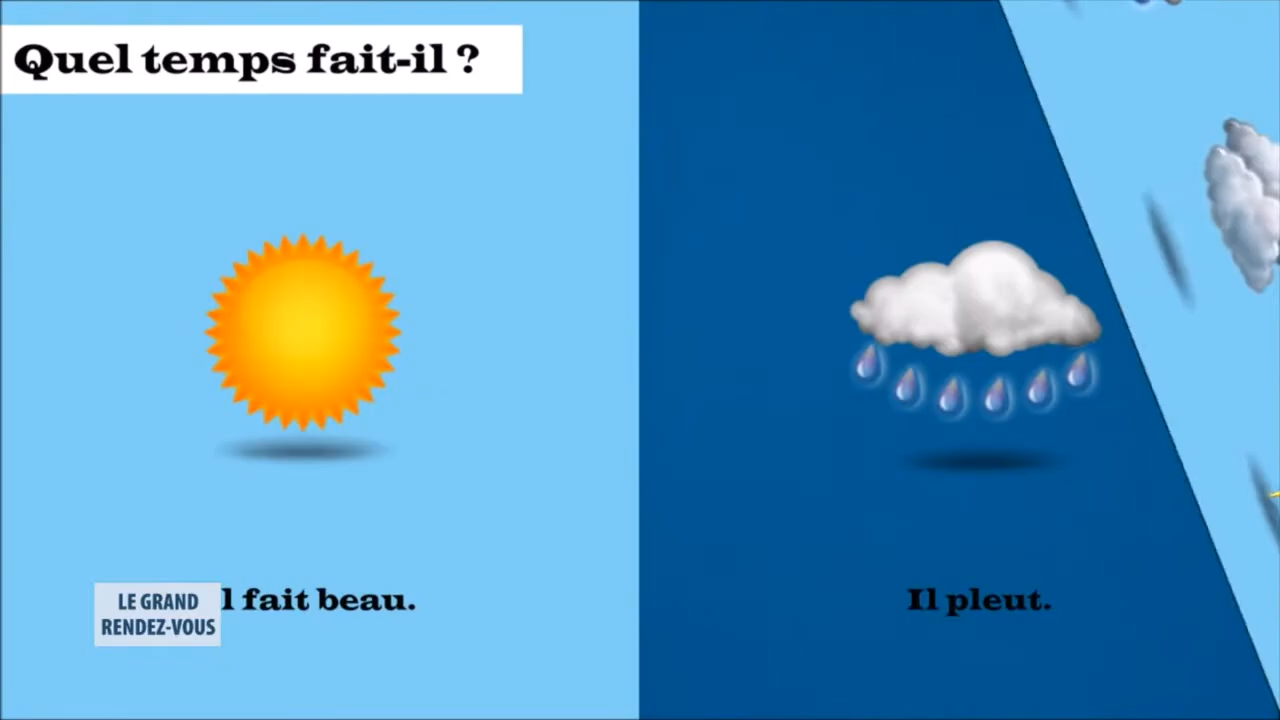 Quel temps fait-il ?
l fait beau.
Il pleut.
LE GRAND
RENDEZ-VOUS